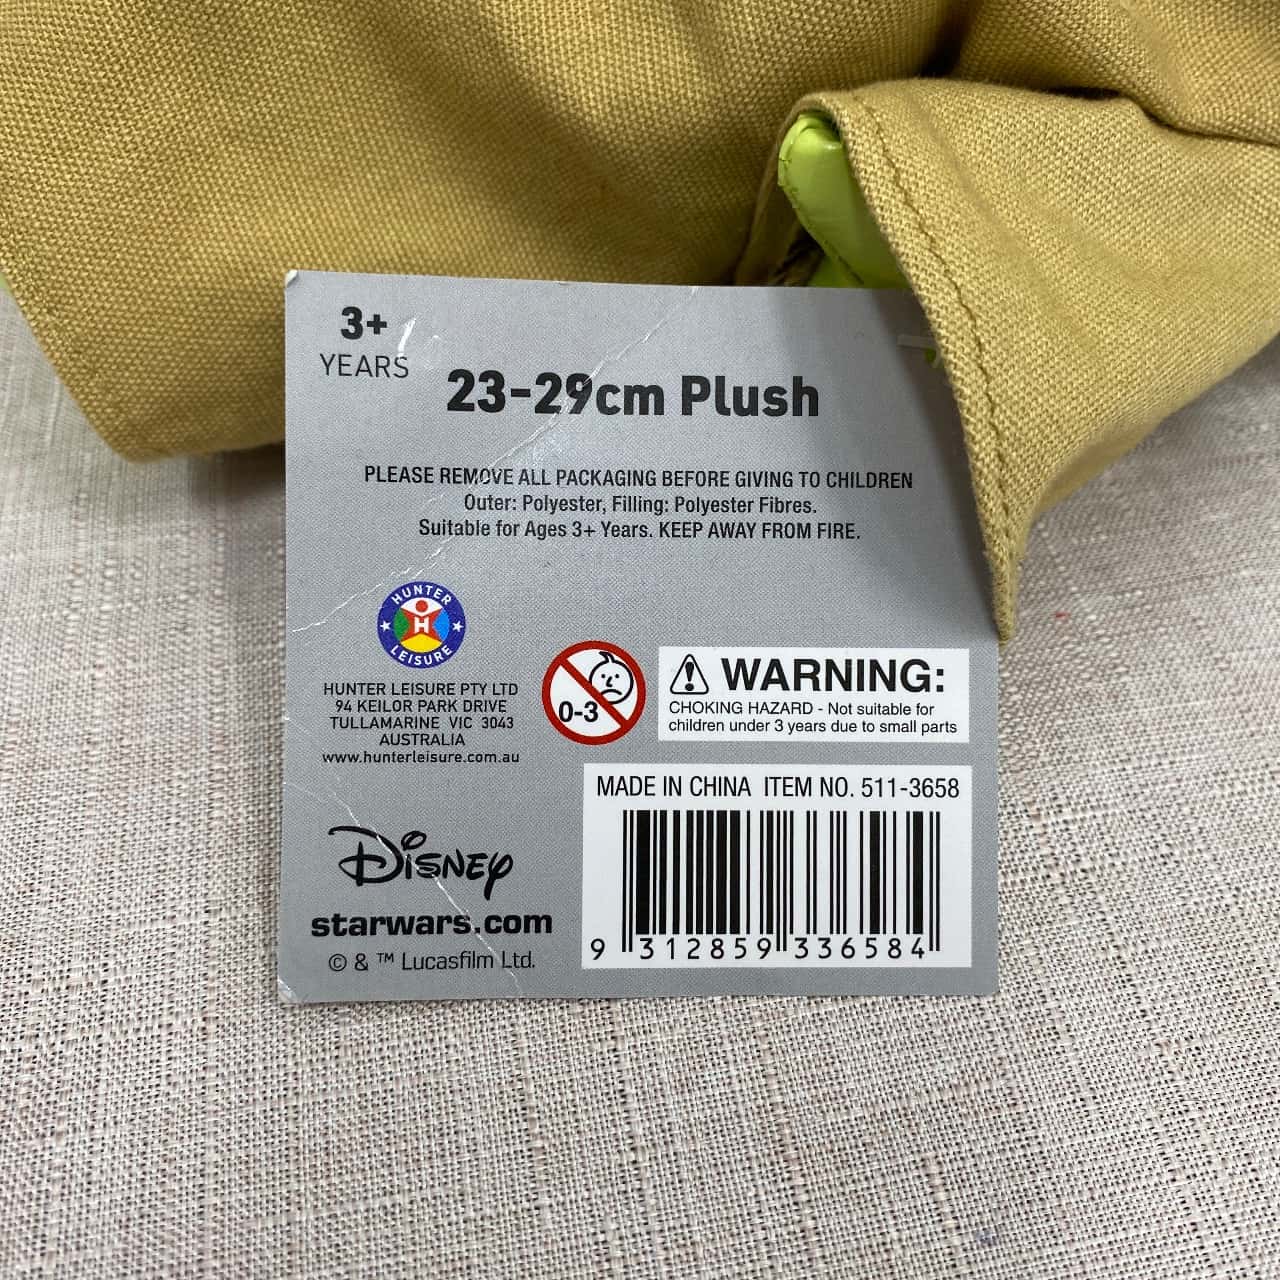 3+
YEARS
23-29cm Plush
PLEASE REMOVE ALL PACKAGING BEFORE GIVING TO CHILDREN
Outer: Polyester, Filling: Polyester Fibres.
Suitable for Ages 3+ Years. KEEP AWAY FROM FIRE.
HUNTER
H
LEISURE
HUNTER LEISURE PTY LTD
94 KEILOR PARK DRIVE
TULLAMARINE VIC 3043
AUSTRALIA
www.hunterleisure.com.au
0-3
WARNING:
CHOKING HAZARD - Not suitable for
children under 3 years due to small parts
MADE IN CHINA ITEM NO. 511-3658
9 312859 336584
Disney
starwars.com
© & ™ Lucasfilm Ltd.